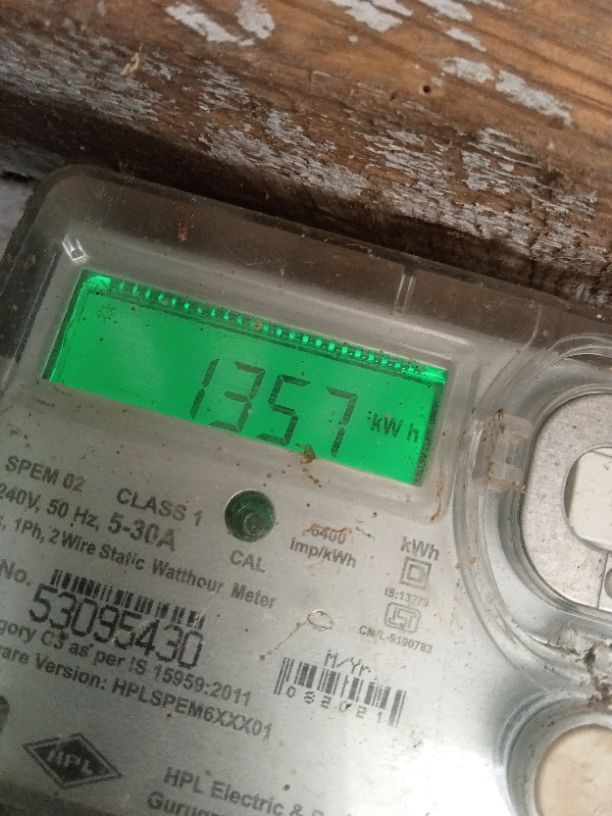 1357 kWh
SPEM 02 CLASS 1
240V, 50 Hz, 5-30A
1Ph, 2 Wire Static Watthour Meter
CAL
6400
Imp/kWh
kWh
IS:13779
ISI
CM/L-9190793
No.
53095430
gory C3 as per IS 15959:2011
are Version: HPLSPEM6XXX01
M/Yr.
082021
HPL
HPL Electric &